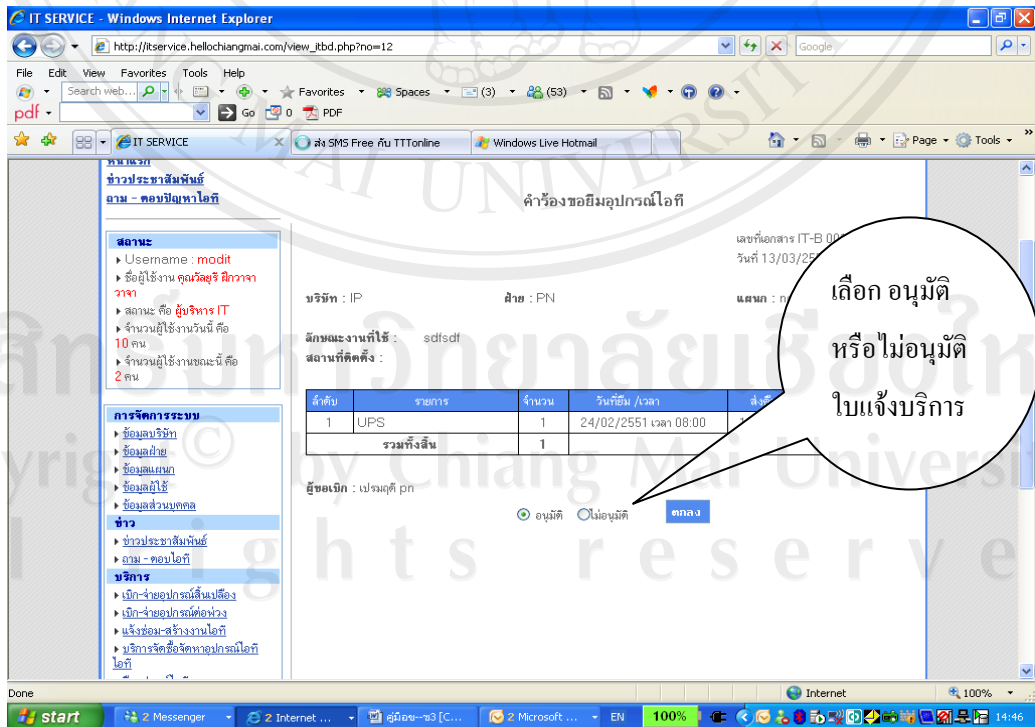 IT SERVICE - Windows Internet Explorer
http://itservice.hellochiangmai.com/view_itbd.php?no=12
Google
File Edit View Favorites Tools Help
Search web...
Favorites Spaces (3) (53)
pdf Go 0 PDF
IT SERVICE
ส่ง SMS Free กับ TTTonline
Windows Live Hotmail
Page Tools
หน้าแรก
ข่าวประชาสัมพันธ์
ถาม - ตอบปัญหาไอที
สถานะ
Username : modit
ชื่อผู้ใช้งาน คุณวัลยุรี ฝักวาจา
วาจา
สถานะ คือ ผู้บริหาร IT
จำนวนผู้ใช้งานวันนี้ คือ
10 คน
จำนวนผู้ใช้งานขณะนี้ คือ
2 คน
การจัดการระบบ
ข้อมูลบริษัท
ข้อมูลฝ่าย
ข้อมูลแผนก
ข้อมูลผู้ใช้
ข้อมูลส่วนบุคคล
ข่าว
ข่าวประชาสัมพันธ์
ถาม - ตอบไอที
บริการ
เบิก-จ่ายอุปกรณ์สิ้นเปลือง
เบิก-จ่ายอุปกรณ์ต่อพ่วง
แจ้งซ่อม-สร้างงานไอที
บริการจัดซื้อจัดหาอุปกรณ์ไอที
ไอที
คำร้องขอยืมอุปกรณ์ไอที
เลขที่เอกสาร IT-B 00
วันที่ 13/03/25
บริษัท : IP ฝ่าย : PN แผนก :
ลักษณะงานที่ใช้ : sdfsdf
สถานที่ติดตั้ง :
ลำดับ รายการ จำนวน วันที่ยืม /เวลา
1 UPS 1 24/02/2551 เวลา 08:00
รวมทั้งสิ้น 1
ผู้ขอเบิก : เปรมฤดี pn
อนุมัติ ไม่อนุมัติ ตกลง
เลือก อนุมัติ
หรือไม่อนุมัติ
ใบแจ้งบริการ
Done Internet 100%
start 2 Messenger 2 Internet ... คู่มือข--ข3 [C... 2 Microsoft ... EN 100% 14:46